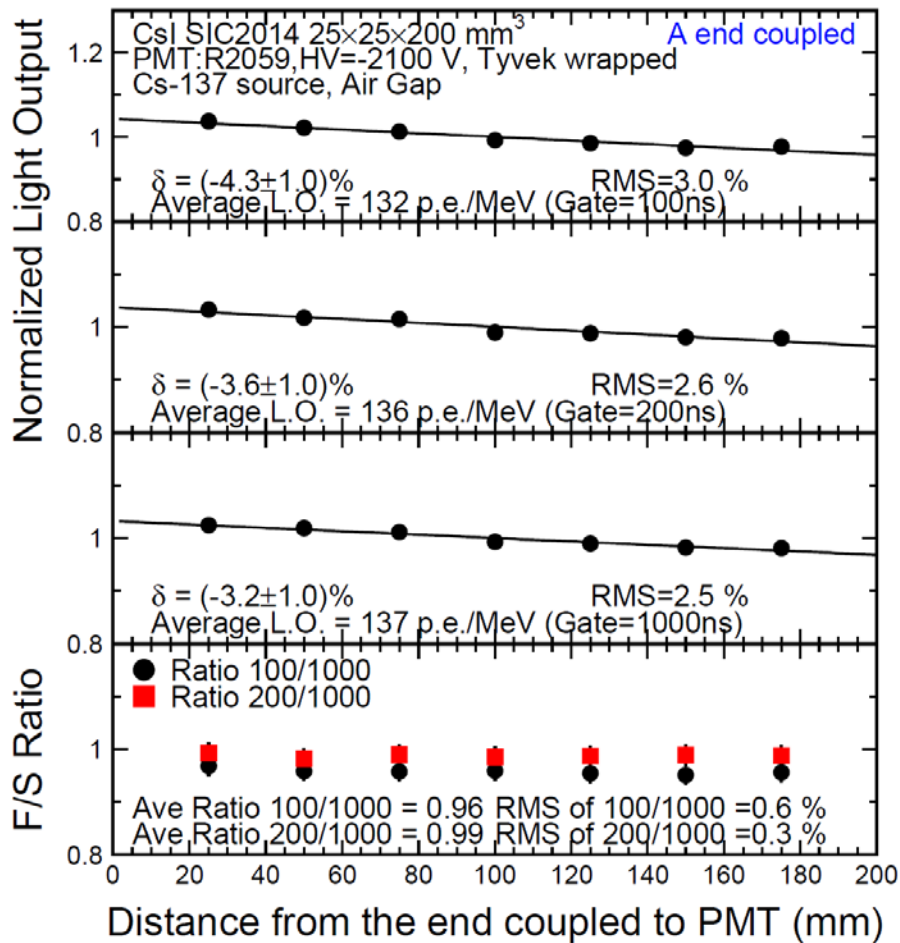 Normalized Light Output
F/S Ratio
CsI SIC2014 25×25×200 mm³
A end coupled
PMT:R2059,HV=-2100 V, Tyvek wrapped
Cs-137 source, Air Gap
1.2
1
δ = (-4.3±1.0)% RMS=3.0 %
Average L.O. = 132 p.e./MeV (Gate=100ns)
0.8
1
δ = (-3.6±1.0)% RMS=2.6 %
Average L.O. = 136 p.e./MeV (Gate=200ns)
0.8
1
δ = (-3.2±1.0)% RMS=2.5 %
Average L.O. = 137 p.e./MeV (Gate=1000ns)
0.8
Ratio 100/1000
Ratio 200/1000
1
Ave Ratio 100/1000 = 0.96 RMS of 100/1000 =0.6 %
Ave Ratio 200/1000 = 0.99 RMS of 200/1000 =0.3 %
0.8
0 20 40 60 80 100 120 140 160 180 200
Distance from the end coupled to PMT (mm)